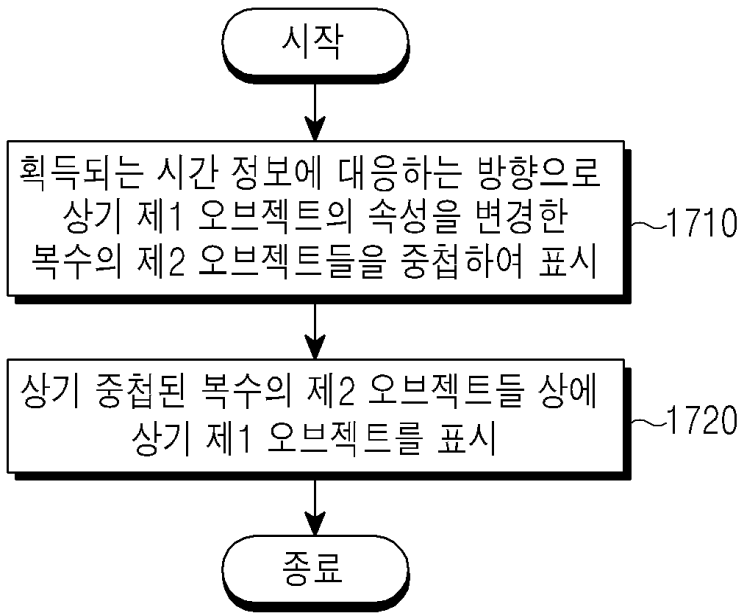 시작
획득되는 시간 정보에 대응하는 방향으로
상기 제1 오브젝트의 속성을 변경한
복수의 제2 오브젝트들을 중첩하여 표시
1710
상기 중첩된 복수의 제2 오브젝트들 상에
상기 제1 오브젝트를 표시
1720
종료